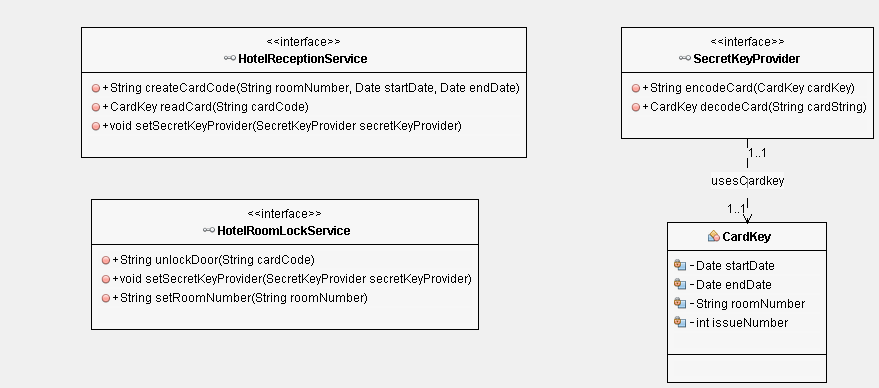 <<interface>>
HotelReceptionService
+String createCardCode(String roomNumber, Date startDate, Date endDate)
+CardKey readCard(String cardCode)
+void setSecretKeyProvider(SecretKeyProvider secretKeyProvider)
<<interface>>
SecretKeyProvider
+String encodeCard(CardKey cardKey)
+CardKey decodeCard(String cardString)
1..1
usesCardkey
1..1
<<interface>>
HotelRoomLockService
+String unlockDoor(String cardCode)
+void setSecretKeyProvider(SecretKeyProvider secretKeyProvider)
+String setRoomNumber(String roomNumber)
CardKey
-Date startDate
-Date endDate
-String roomNumber
-int issueNumber